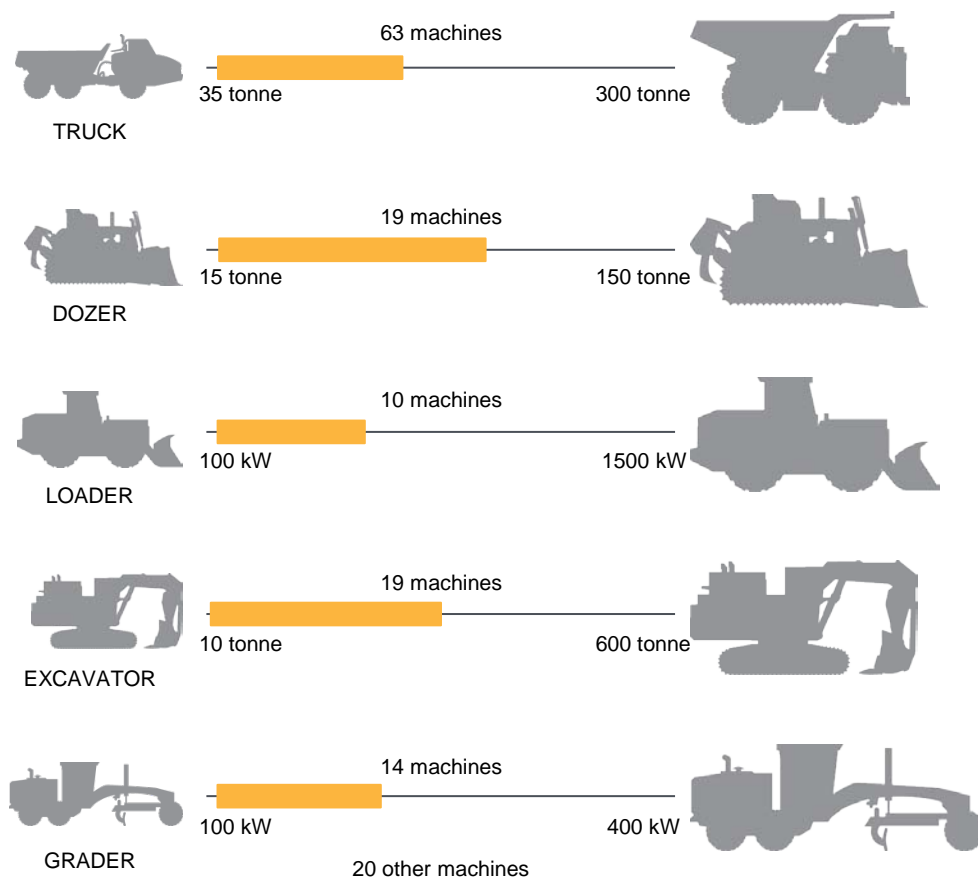 63 machines
35 tonne 300 tonne
TRUCK
19 machines
15 tonne 150 tonne
DOZER
10 machines
100 kW 1500 kW
LOADER
19 machines
10 tonne 600 tonne
EXCAVATOR
14 machines
100 kW 400 kW
GRADER
20 other machines